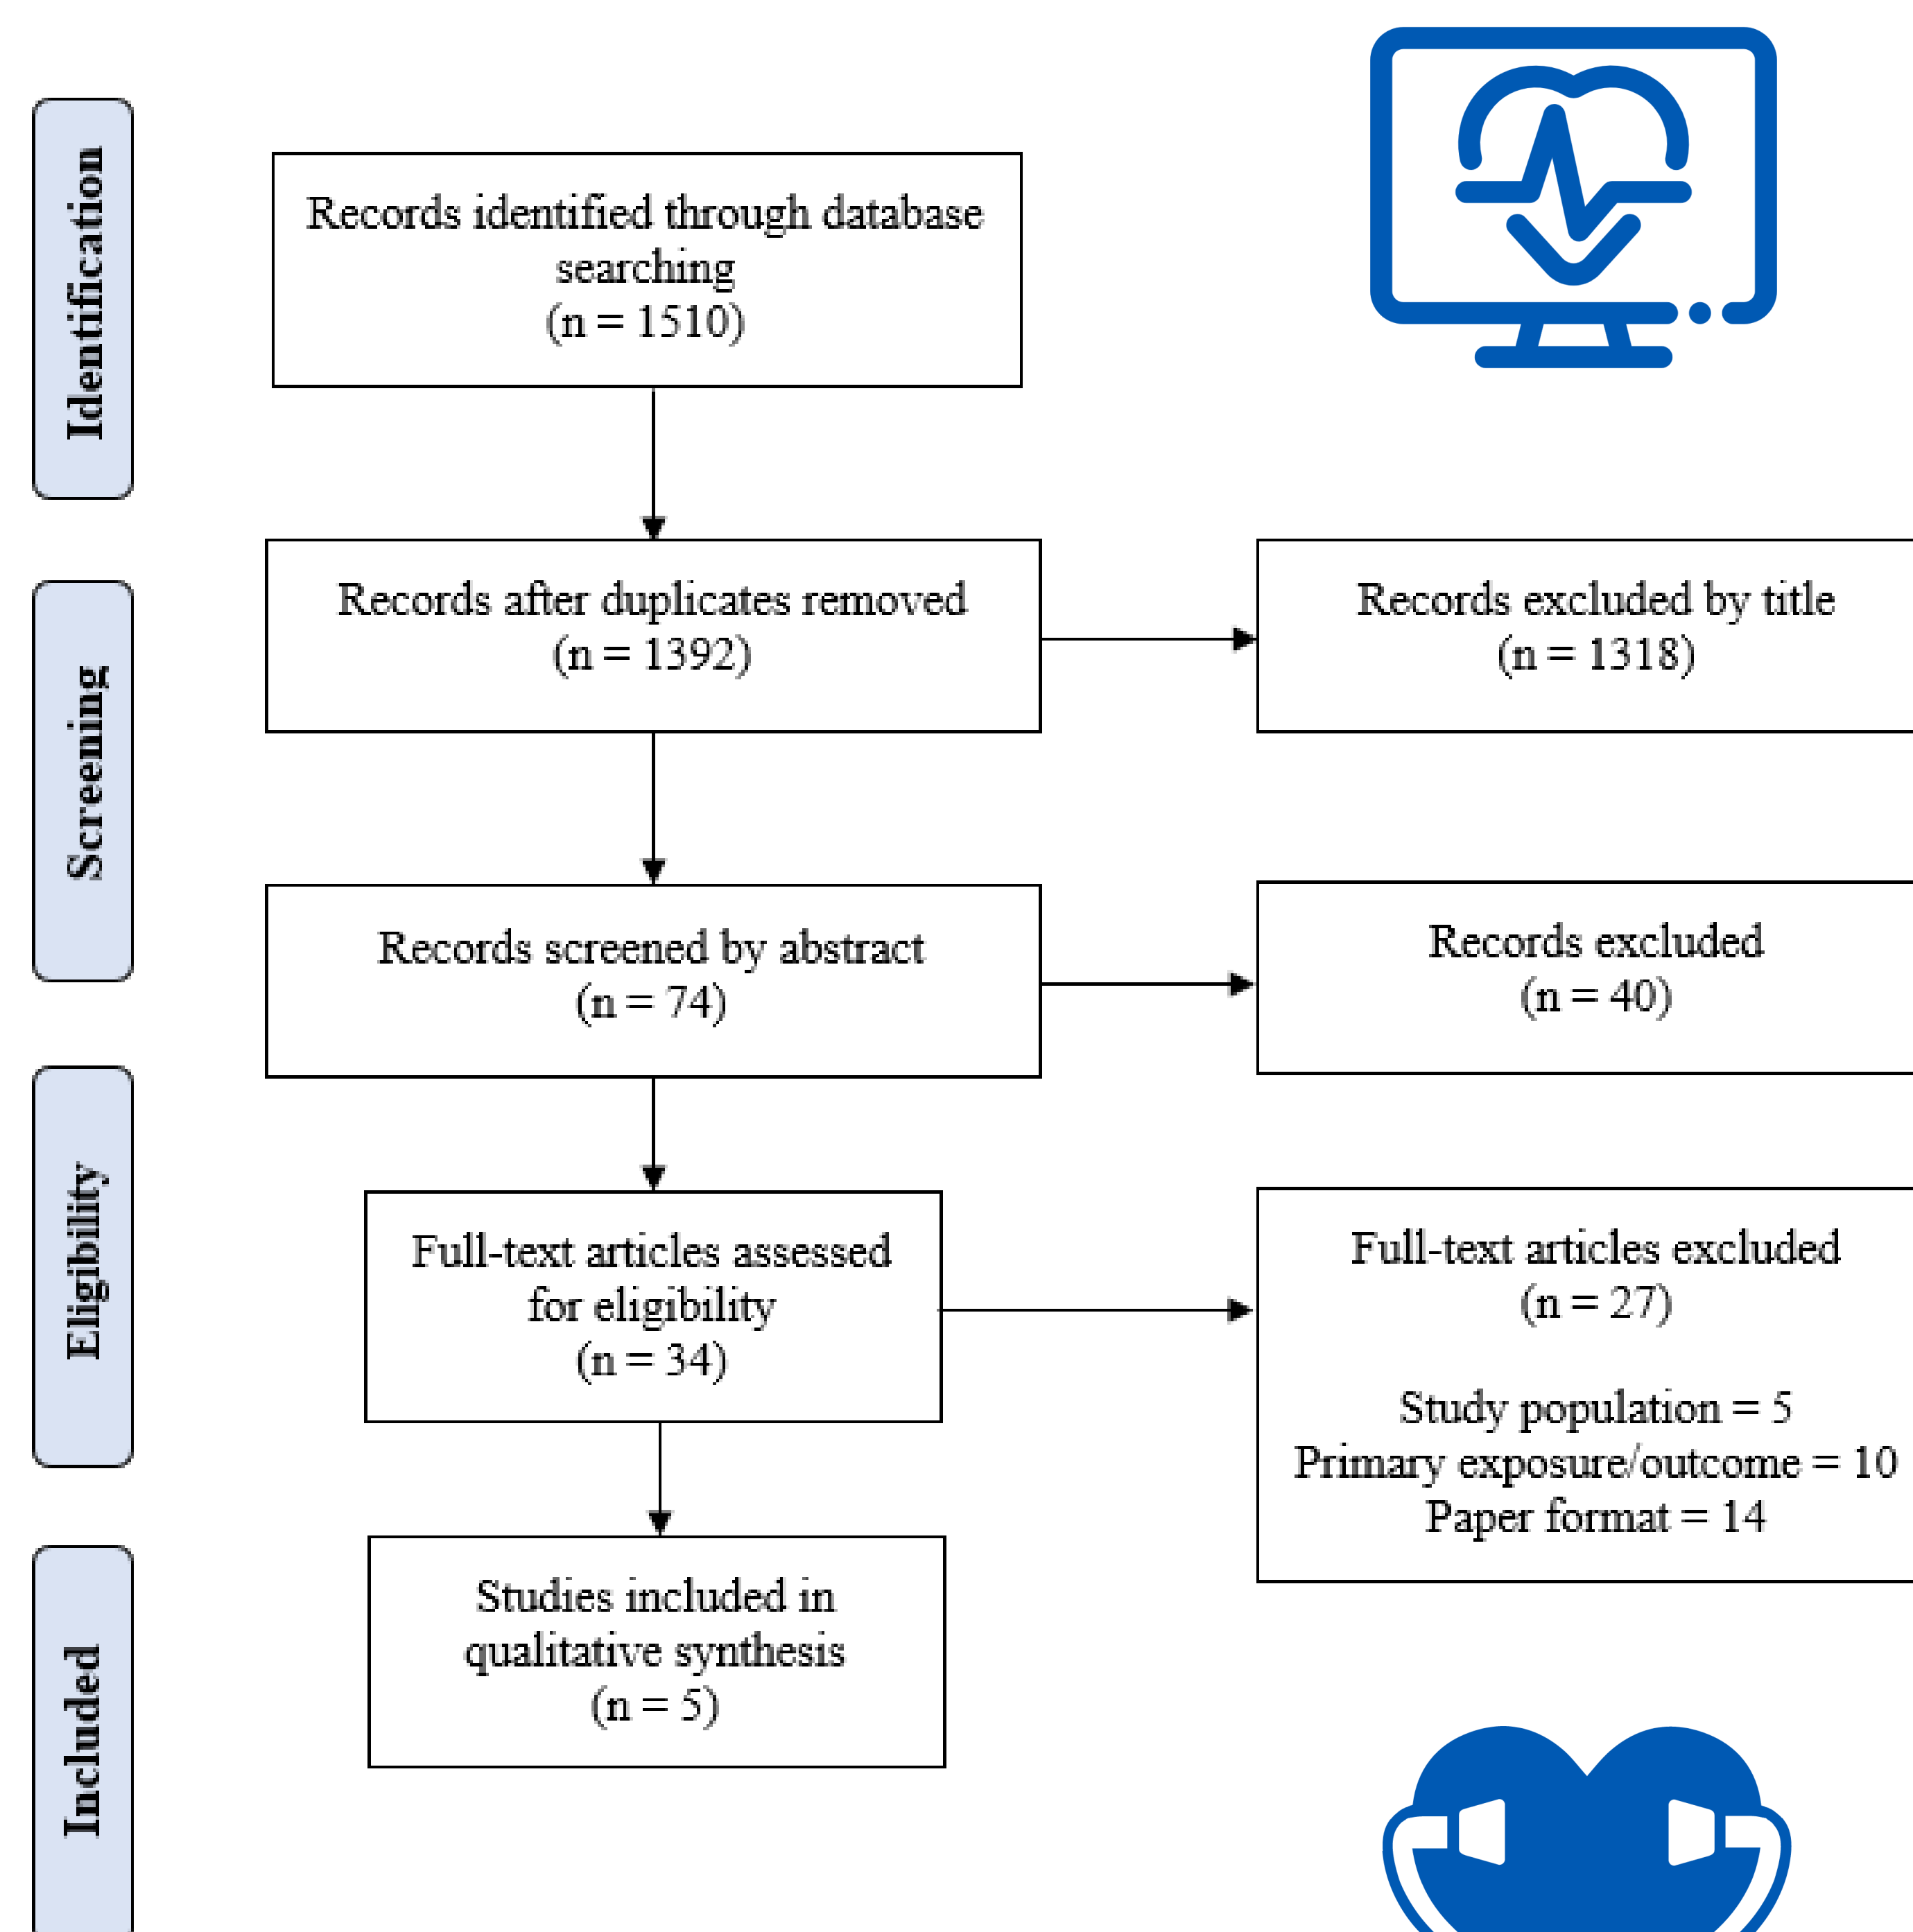 Identification
Records identified through database
searching
(n = 1510)
Screening
Records after duplicates removed
(n = 1392)
Records excluded by title
(n = 1318)
Records screened by abstract
(n = 74)
Records excluded
(n = 40)
Eligibility
Full-text articles assessed
for eligibility
(n = 34)
Full-text articles excluded
(n = 27)
Study population = 5
Primary exposure/outcome = 10
Paper format = 14
Included
Studies included in
qualitative synthesis
(n = 5)